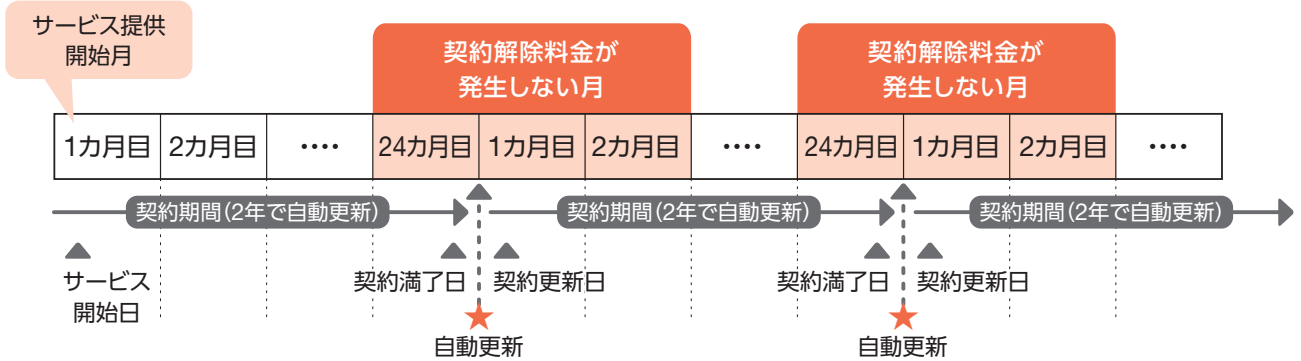 サービス提供
開始月
契約解除料金が
発生しない月
契約解除料金が
発生しない月
1カ月目 2カ月目 ‥‥ 24カ月目 1カ月目 2カ月目 ‥‥ 24カ月目 1カ月目 2カ月目 ‥‥
契約期間(2年で自動更新) 契約期間(2年で自動更新) 契約期間(2年で自動更新)
サービス
開始日
契約満了日 契約更新日 契約満了日 契約更新日
自動更新 自動更新